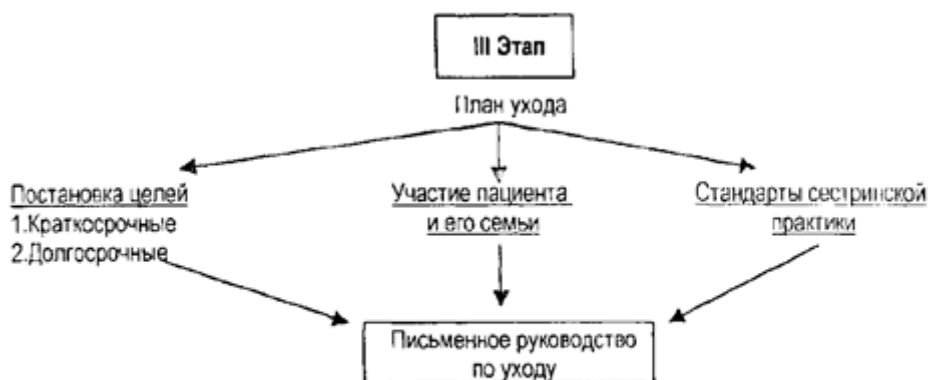 III Этап
План ухода
Постановка целей
1.Краткосрочные
2.Долгосрочные
Участие пациента
и его семьи
Стандарты сестринской
практики
Письменное руководство
по уходу